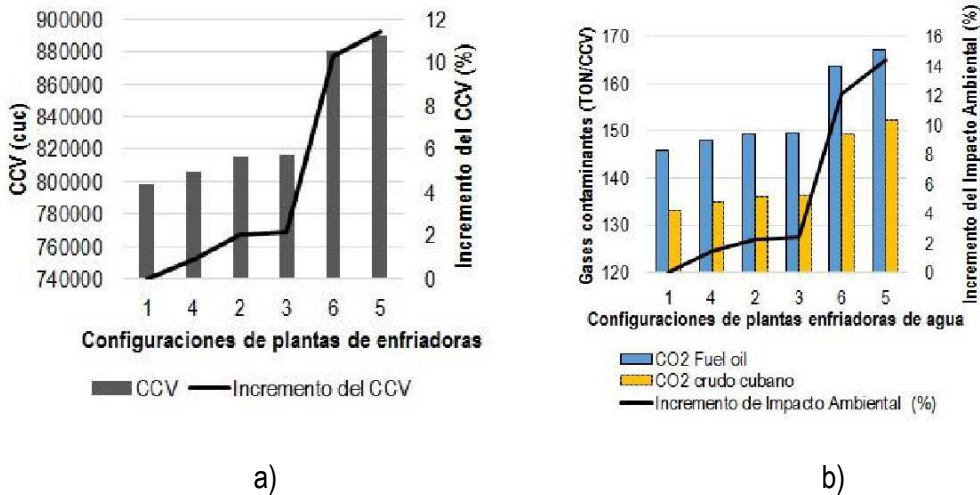 900000
880000
860000
840000
820000
800000
780000
760000
740000
CCV (cuc)
12
10
8
6
4
2
0
Incremento del CCV (%)
1 4 2 3 6 5
Configuraciones de plantas de enfriadoras
CCV Incremento del CCV
a)
170
160
150
140
130
120
Gases contaminantes (TON/CCV)
16
14
12
10
8
6
4
2
0
Incremento del Impacto Ambiental (%)
1 4 2 3 6 5
Configuraciones de plantas enfriadoras de agua
CO2 Fuel oil
CO2 crudo cubano
Incremento de Impacto Ambiental (%)
b)